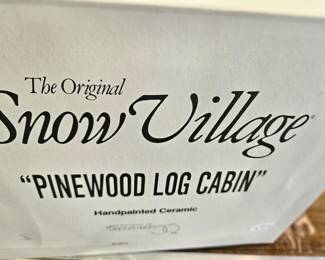 The Original
Snow Village®
"PINEWOOD LOG CABIN"
Handpainted Ceramic